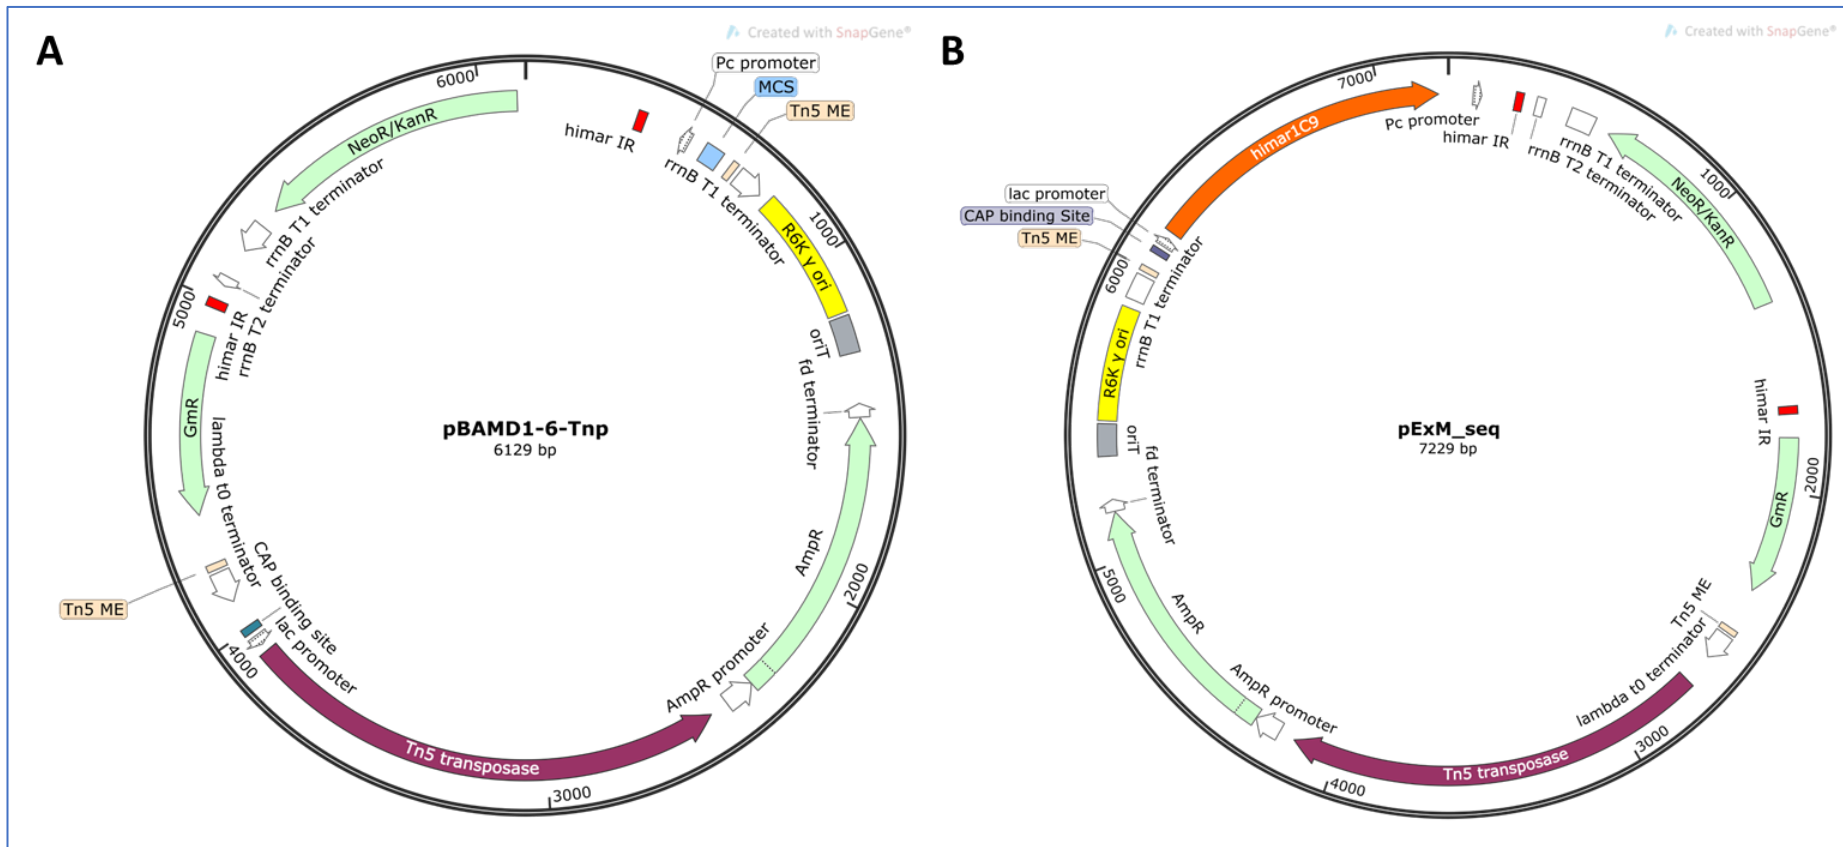 A
Created with SnapGene®
6000
Pc promoter
MCS
Tn5 ME
NeoR/KanR
himar IR
rrnB T1 terminator
rrnB T1 terminator
1000
R6K γ ori
5000
himar IR
rrnB T2 terminator
oriT
fd terminator
GmR
pBAMD1-6-Tnp
6129 bp
lambda t0 terminator
AmpR
2000
CAP binding site
Tn5 ME
lac promoter
4000
AmpR promoter
Tn5 transposase
3000
B
Created with SnapGene®
7000
himar1C9
Pc promoter
himar IR
rrnB T2 terminator
rrnB T1 terminator
NeoR/KanR
1000
lac promoter
CAP binding Site
Tn5 ME
6000
rrnB T1 terminator
R6K γ ori
oriT
fd terminator
himar IR
pExM_seq
7229 bp
2000
GmR
5000
AmpR
Tn5 ME
lambda t0 terminator
AmpR promoter
3000
Tn5 transposase
4000